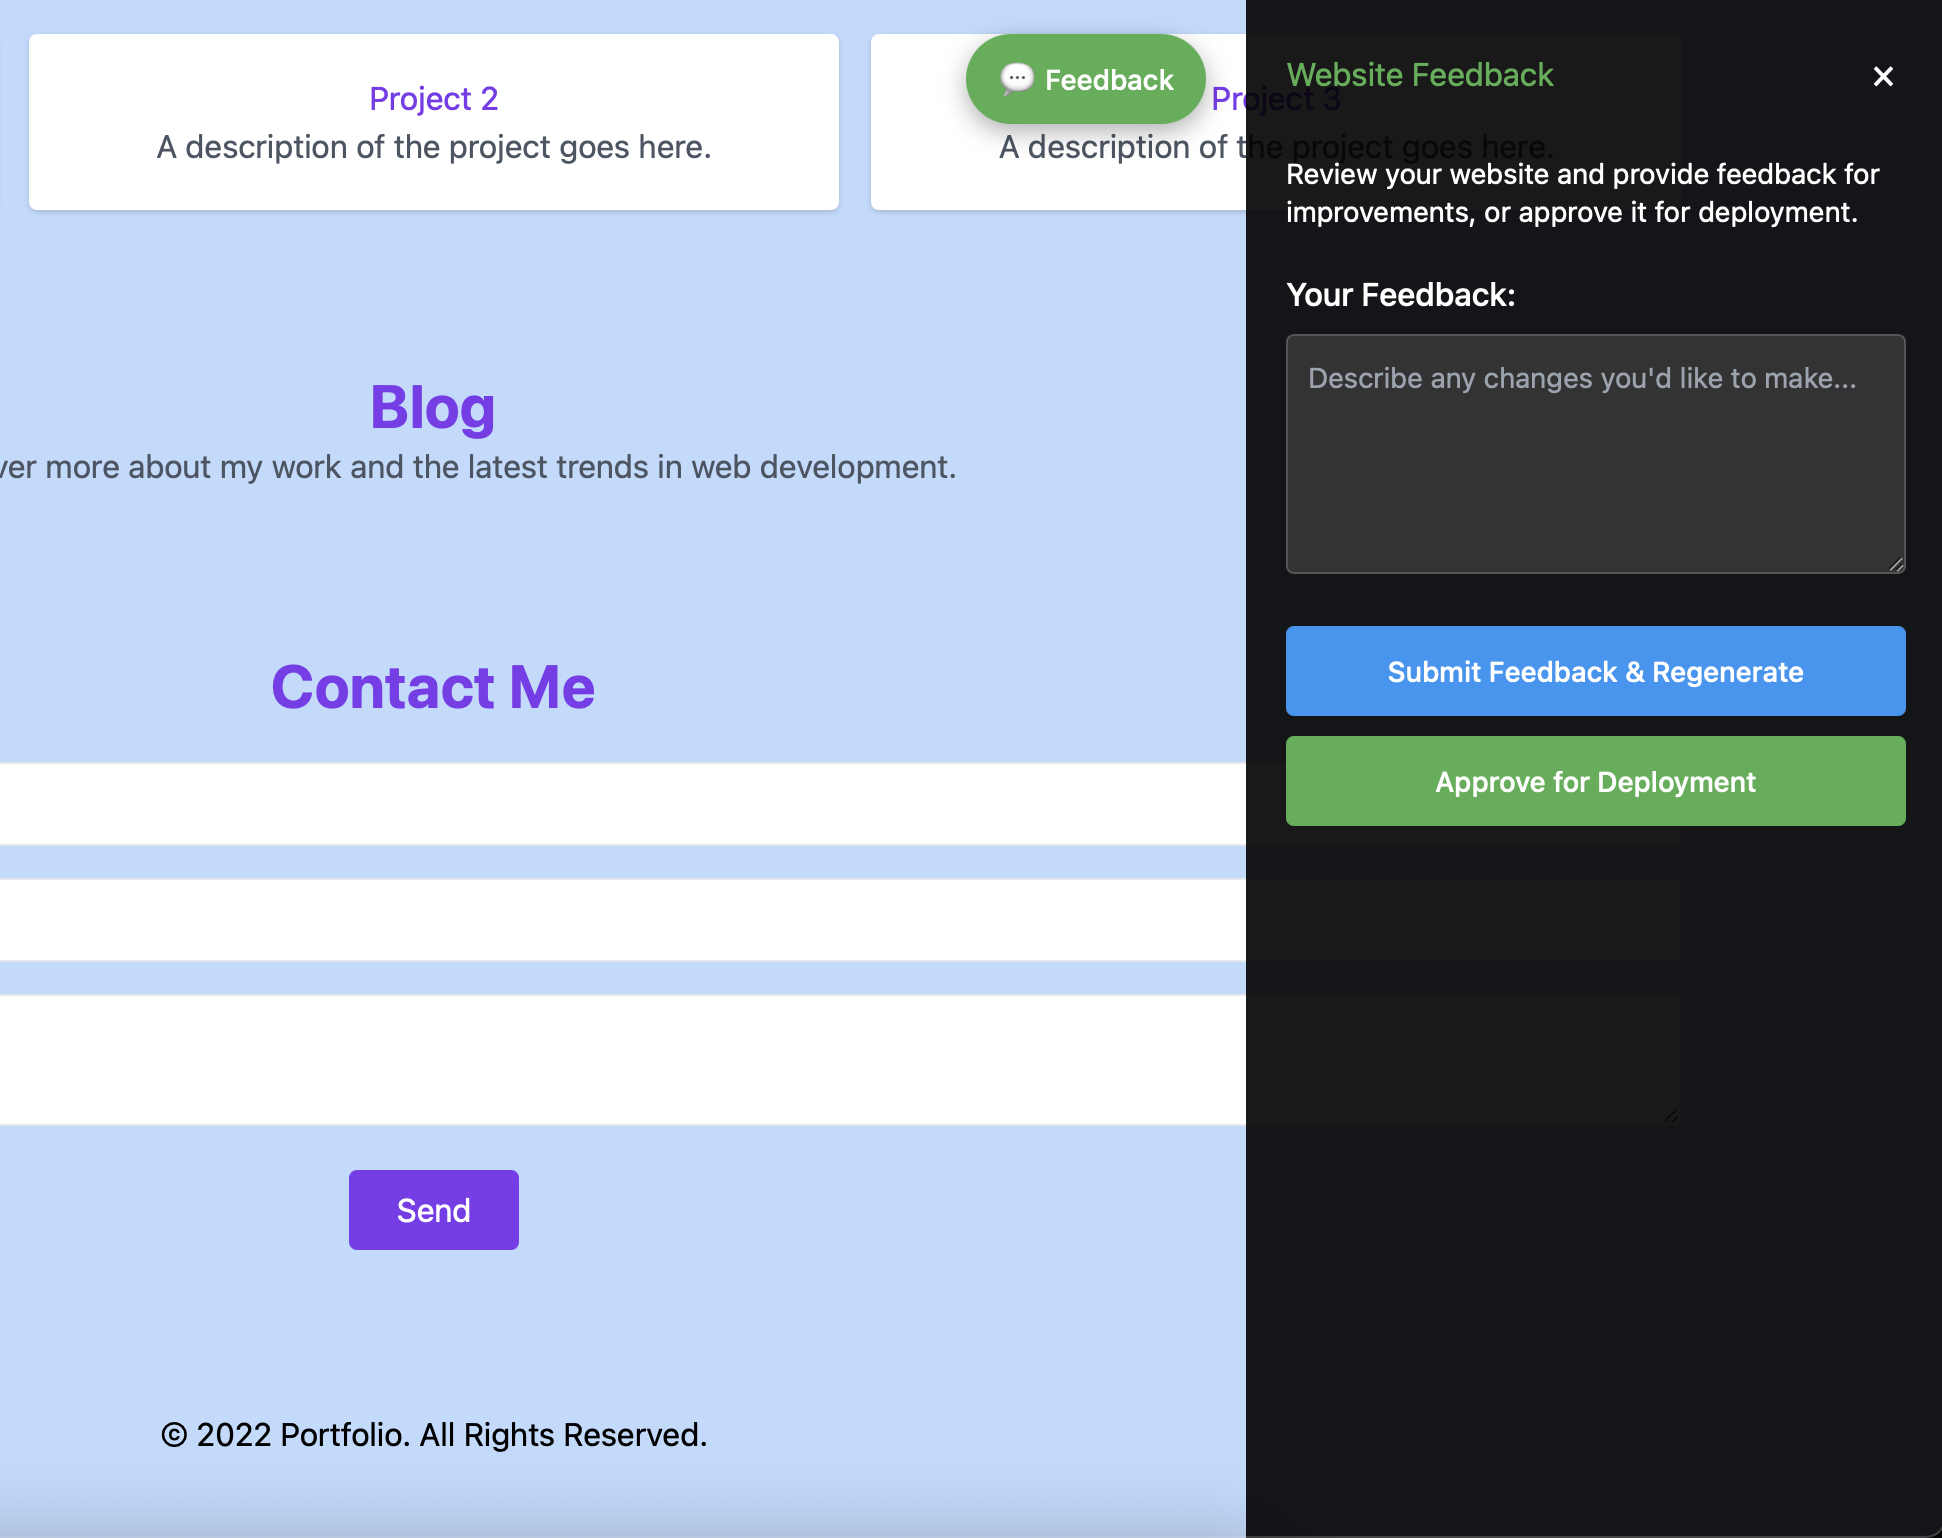 Project 2
A description of the project goes here.
💬 Feedback
Project 3
A description of the project goes here.
Blog
ver more about my work and the latest trends in web development.
Contact Me
Send
© 2022 Portfolio. All Rights Reserved.
Website Feedback
×
Review your website and provide feedback for
improvements, or approve it for deployment.
Your Feedback:
Describe any changes you'd like to make...
Submit Feedback & Regenerate
Approve for Deployment